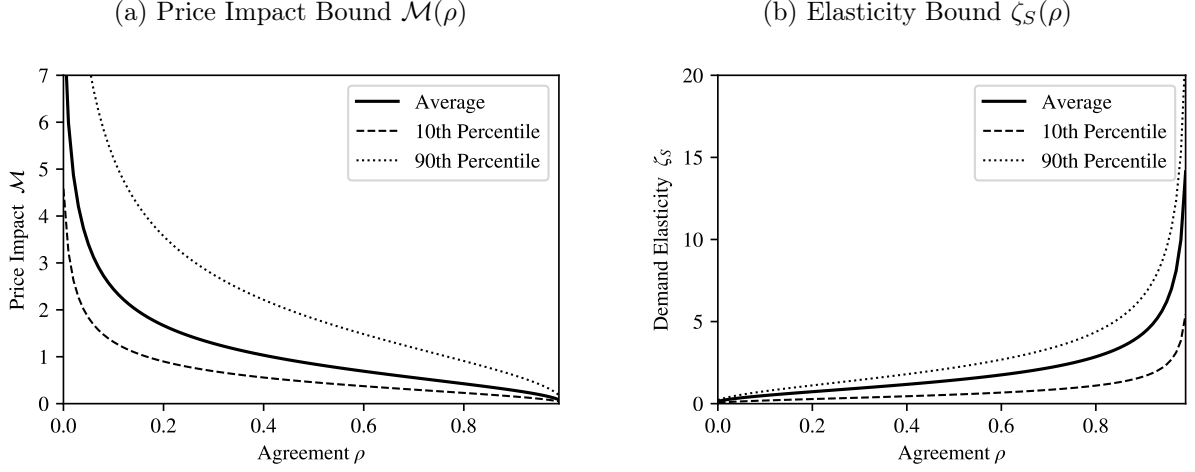 (a) Price Impact Bound ℳ(ρ)
7
6
5
4
3
2
1
0
Price Impact ℳ
0.0 0.2 0.4 0.6 0.8
Agreement ρ
Average
10th Percentile
90th Percentile
(b) Elasticity Bound ζS(ρ)
20
15
10
5
0
Demand Elasticity ζS
0.0 0.2 0.4 0.6 0.8
Agreement ρ
Average
10th Percentile
90th Percentile